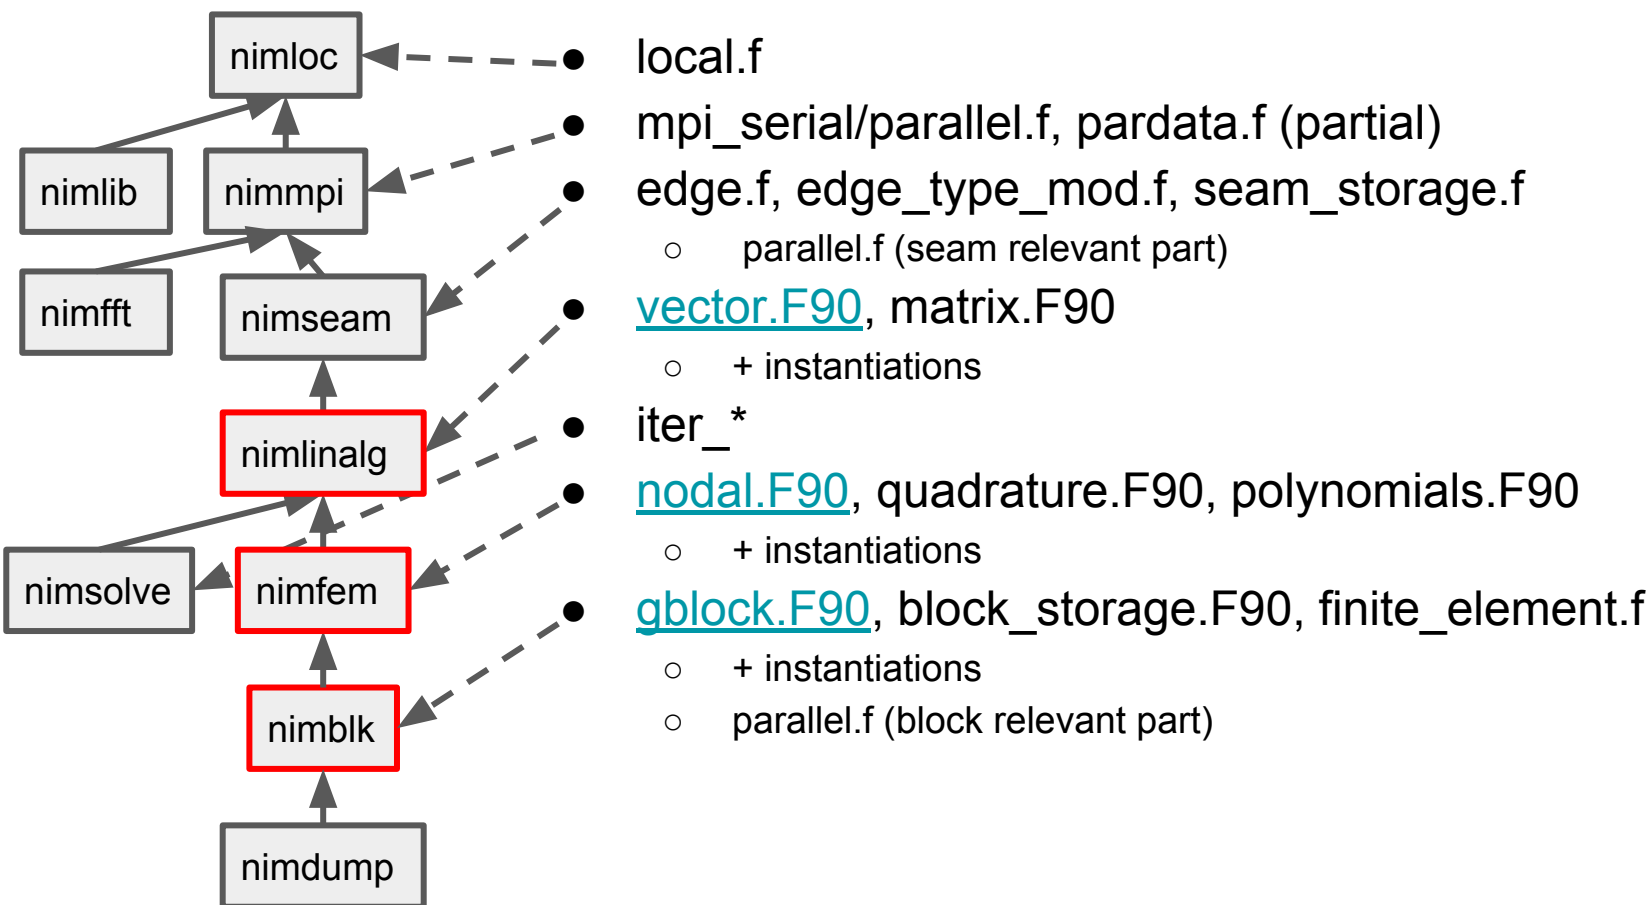 nimloc
nimlib
nimmpi
nimfft
nimseam
nimlinalg
nimsolve
nimfem
nimblk
nimdump
● local.f
● mpi_serial/parallel.f, pardata.f (partial)
● edge.f, edge_type_mod.f, seam_storage.f
○ parallel.f (seam relevant part)
● vector.F90, matrix.F90
○ + instantiations
● iter_*
● nodal.F90, quadrature.F90, polynomials.F90
○ + instantiations
● gblock.F90, block_storage.F90, finite_element.f
○ + instantiations
○ parallel.f (block relevant part)